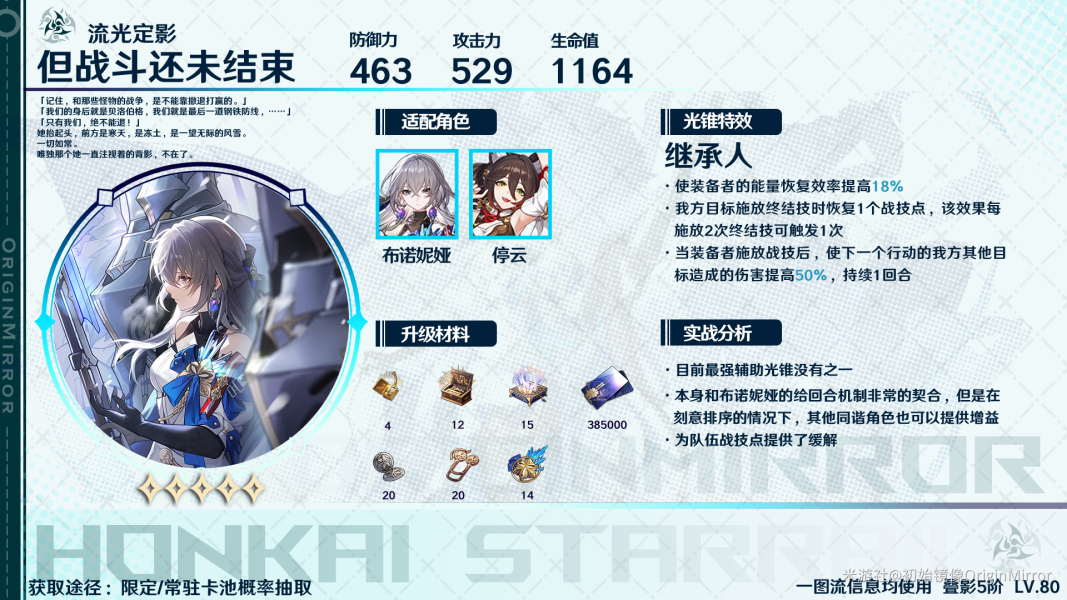 流光定影
但战斗还未结束
防御力
463
攻击力
529
生命值
1164
「记住，和那些怪物的战争，是不能靠撤退打赢的。」
「我们的身后就是贝洛伯格，我们就是最后一道钢铁防线，……」
「只有我们，绝不能退！」
她抬起头，前方是寒天，是冻土，是一望无际的风雪。
一切如常。
唯独那个她一直注视着的背影，不在了。
适配角色
布诺妮娅
停云
升级材料
4
12
15
385000
20
20
14
光锥特效
继承人
·使装备者的能量恢复效率提高18%
·我方目标施放终结技时恢复1个战技点，该效果每
施放2次终结技可触发1次
·当装备者施放战技后，使下一个行动的我方其他目
标造成的伤害提高50%，持续1回合
实战分析
·目前最强辅助光锥没有之一
·本身和布诺妮娅的给回合机制非常的契合，但是在
刻意排序的情况下，其他同谐角色也可以提供增益
·为队伍战技点提供了缓解
ORIGINMIRROR
HONKAI STARRAIL
获取途径：限定/常驻卡池概率抽取
米游社@初始镜像OriginMirror
一图流信息均使用 叠影5阶 LV.80